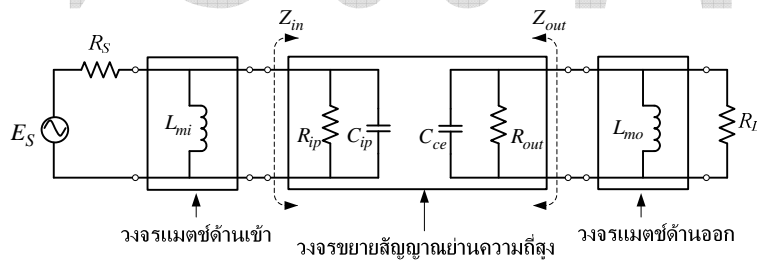 Z_in
Z_out
R_S
E_S
L_mi
R_ip
C_ip
C_ce
R_out
L_mo
วงจรแมตช์ด้านเข้า
วงจรขยายสัญญาณย่านความถี่สูง
วงจรแมตช์ด้านออก